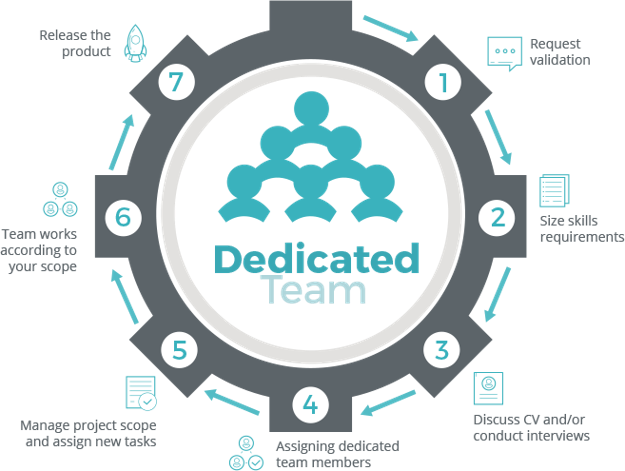 Dedicated
Team
1
Request
validation
2
Size skills
requirements
3
Discuss CV and/or
conduct interviews
4
Assigning dedicated
team members
5
Manage project scope
and assign new tasks
6
Team works
according to
your scope
7
Release the
product